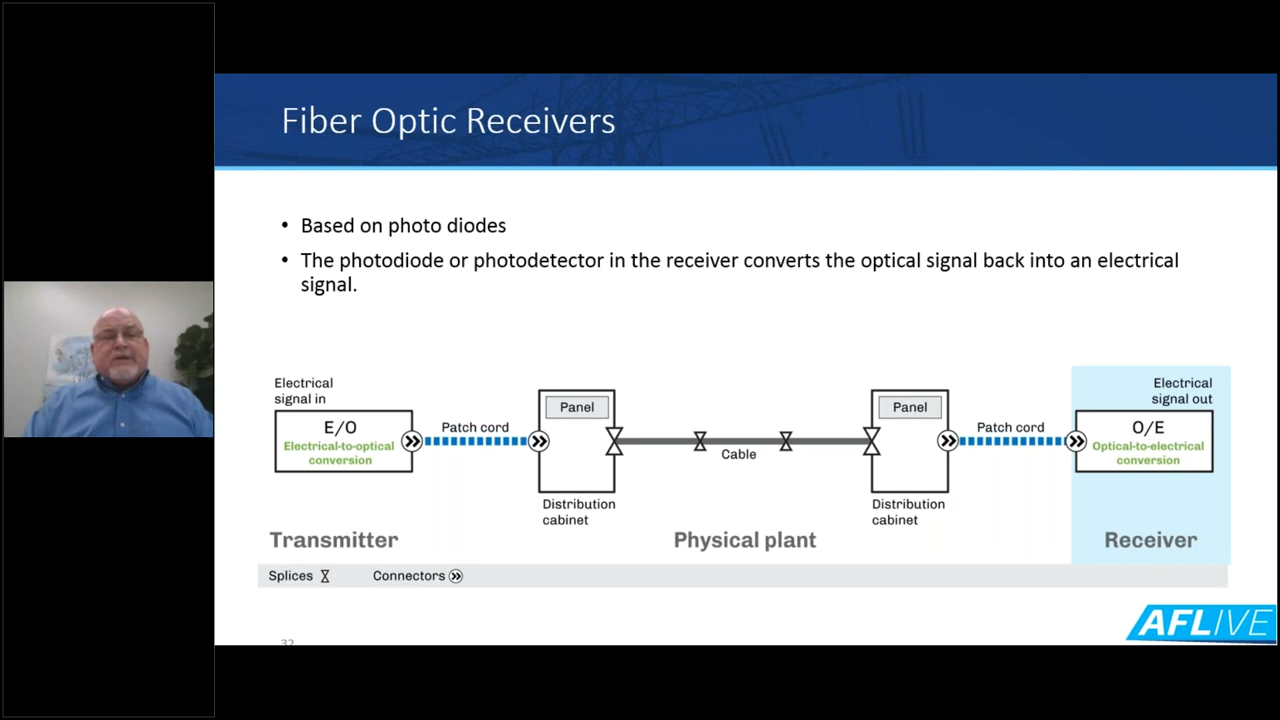 Fiber Optic Receivers
• Based on photo diodes
• The photodiode or photodetector in the receiver converts the optical signal back into an electrical
signal.
Electrical
signal in
E/O
Electrical-to-optical
conversion
Patch cord
Panel
Distribution
cabinet
Cable
Panel
Distribution
cabinet
Patch cord
Electrical
signal out
O/E
Optical-to-electrical
conversion
Transmitter
Physical plant
Receiver
Splices
Connectors
32
AFLIVE